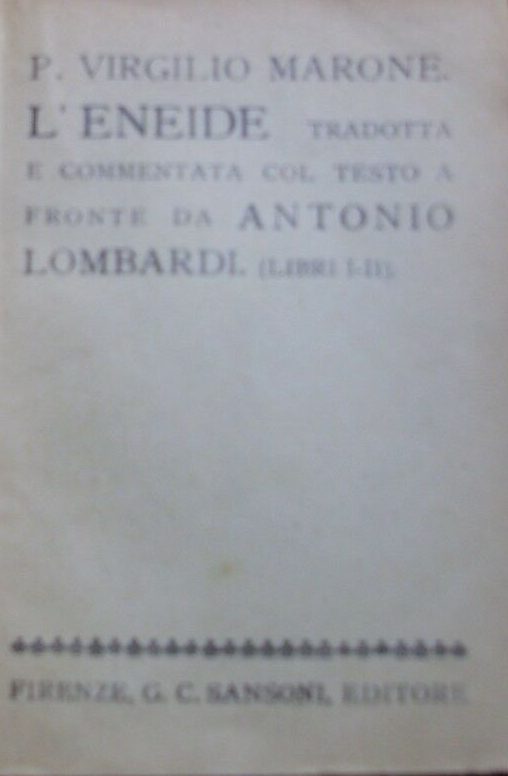 P. VIRGILIO MARONE.
L'ENEIDE TRADOTTA
E COMMENTATA COL TESTO A
FRONTE DA ANTONIO
LOMBARDI. (LIBRI I-II).
FIRENZE, G. C. SANSONI, EDITORE